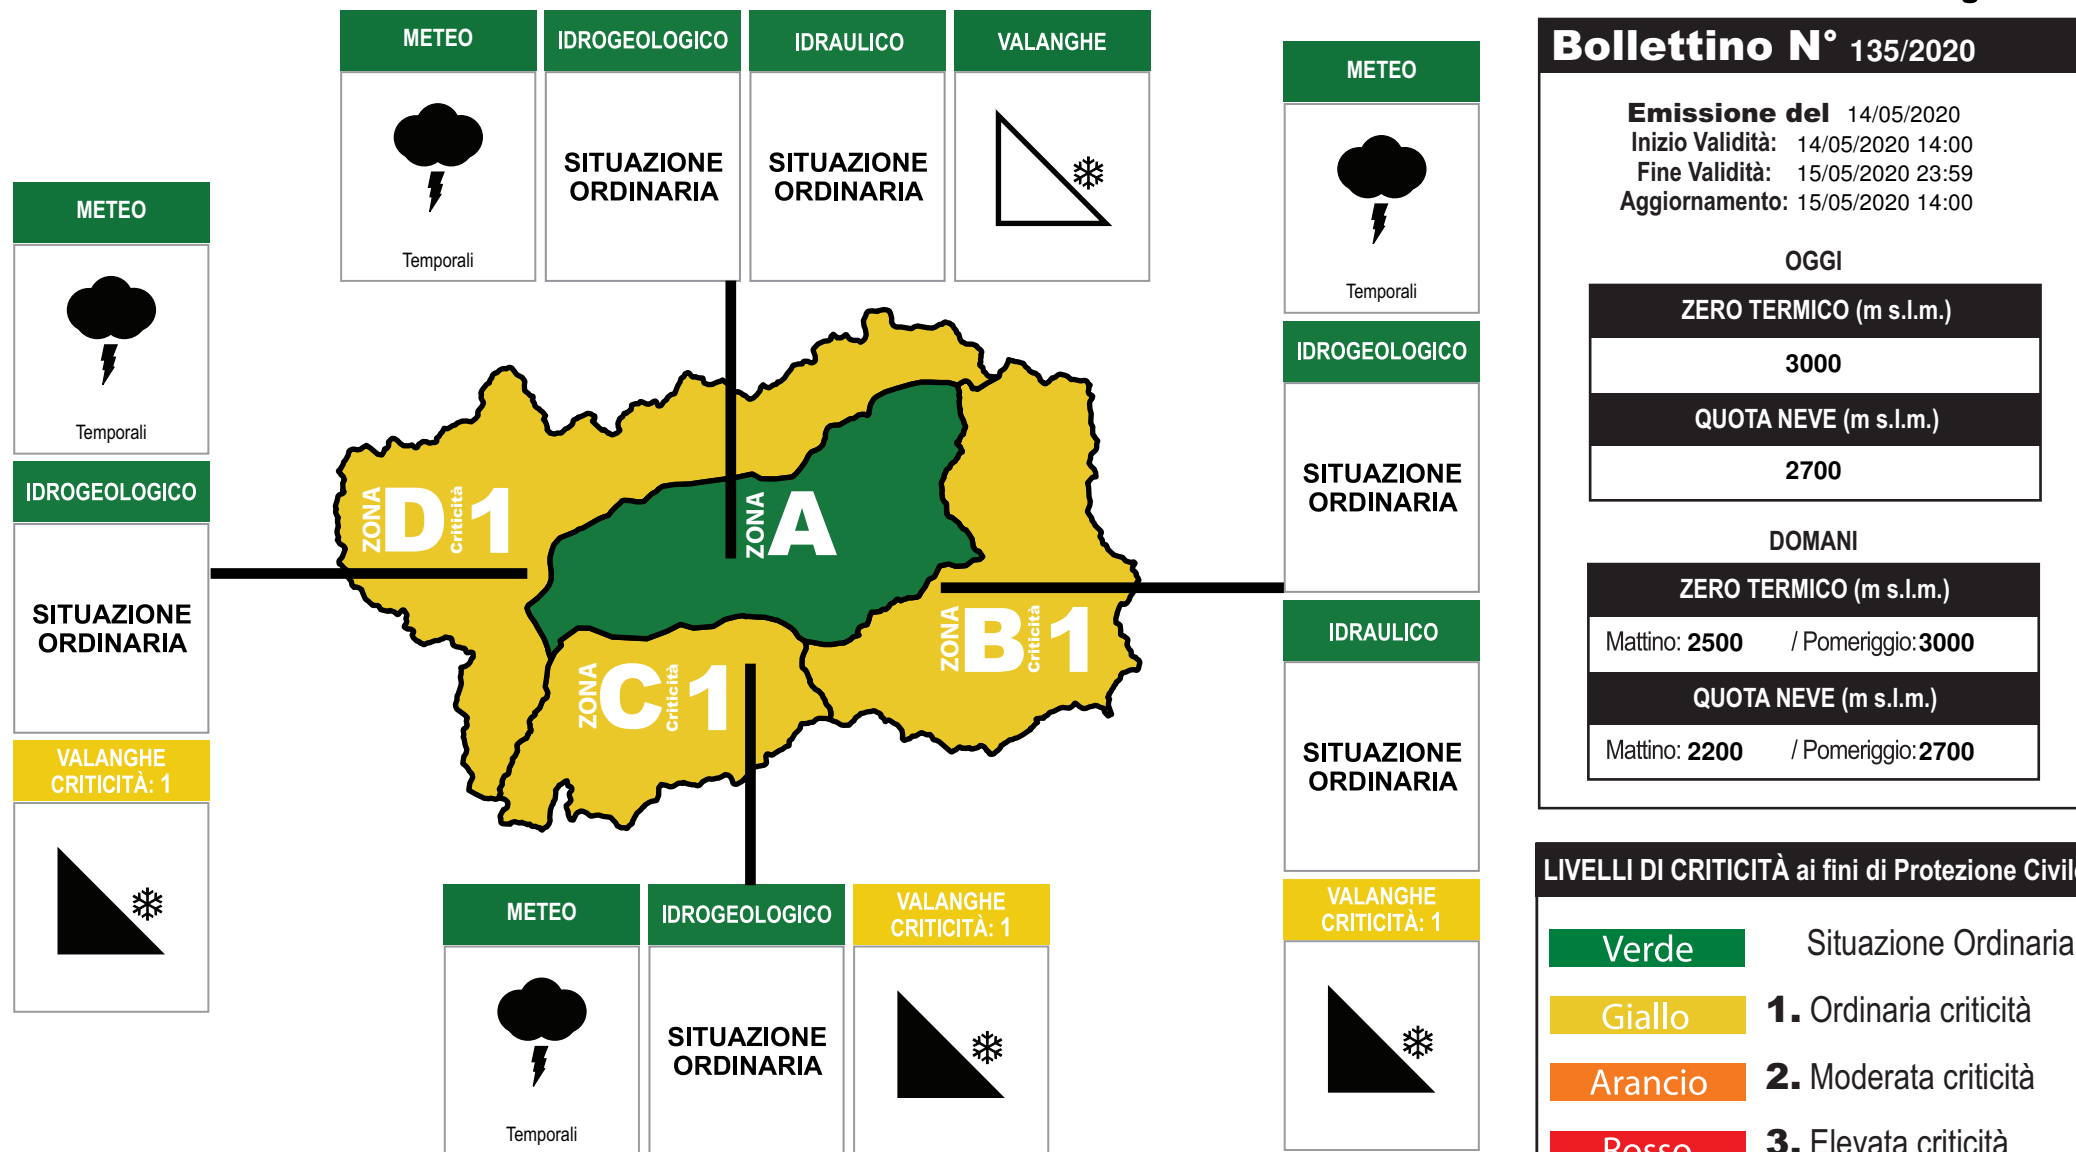 METEO
IDROGEOLOGICO
IDRAULICO
VALANGHE
Temporali
SITUAZIONE
ORDINARIA
SITUAZIONE
ORDINARIA
METEO
Temporali
IDROGEOLOGICO
SITUAZIONE
ORDINARIA
VALANGHE
CRITICITÀ: 1
METEO
Temporali
IDROGEOLOGICO
SITUAZIONE
ORDINARIA
IDRAULICO
SITUAZIONE
ORDINARIA
VALANGHE
CRITICITÀ: 1
ZONA D Criticità 1
ZONA A
ZONA B Criticità 1
ZONA C Criticità 1
METEO
IDROGEOLOGICO
VALANGHE
CRITICITÀ: 1
Temporali
SITUAZIONE
ORDINARIA
Bollettino N° 135/2020
Emissione del 14/05/2020
Inizio Validità: 14/05/2020 14:00
Fine Validità: 15/05/2020 23:59
Aggiornamento: 15/05/2020 14:00
OGGI
ZERO TERMICO (m s.l.m.)
3000
QUOTA NEVE (m s.l.m.)
2700
DOMANI
ZERO TERMICO (m s.l.m.)
Mattino: 2500 / Pomeriggio: 3000
QUOTA NEVE (m s.l.m.)
Mattino: 2200 / Pomeriggio: 2700
LIVELLI DI CRITICITÀ ai fini di Protezione Civile
Verde Situazione Ordinaria
Giallo 1. Ordinaria criticità
Arancio 2. Moderata criticità
Rosso 3. Elevata criticità